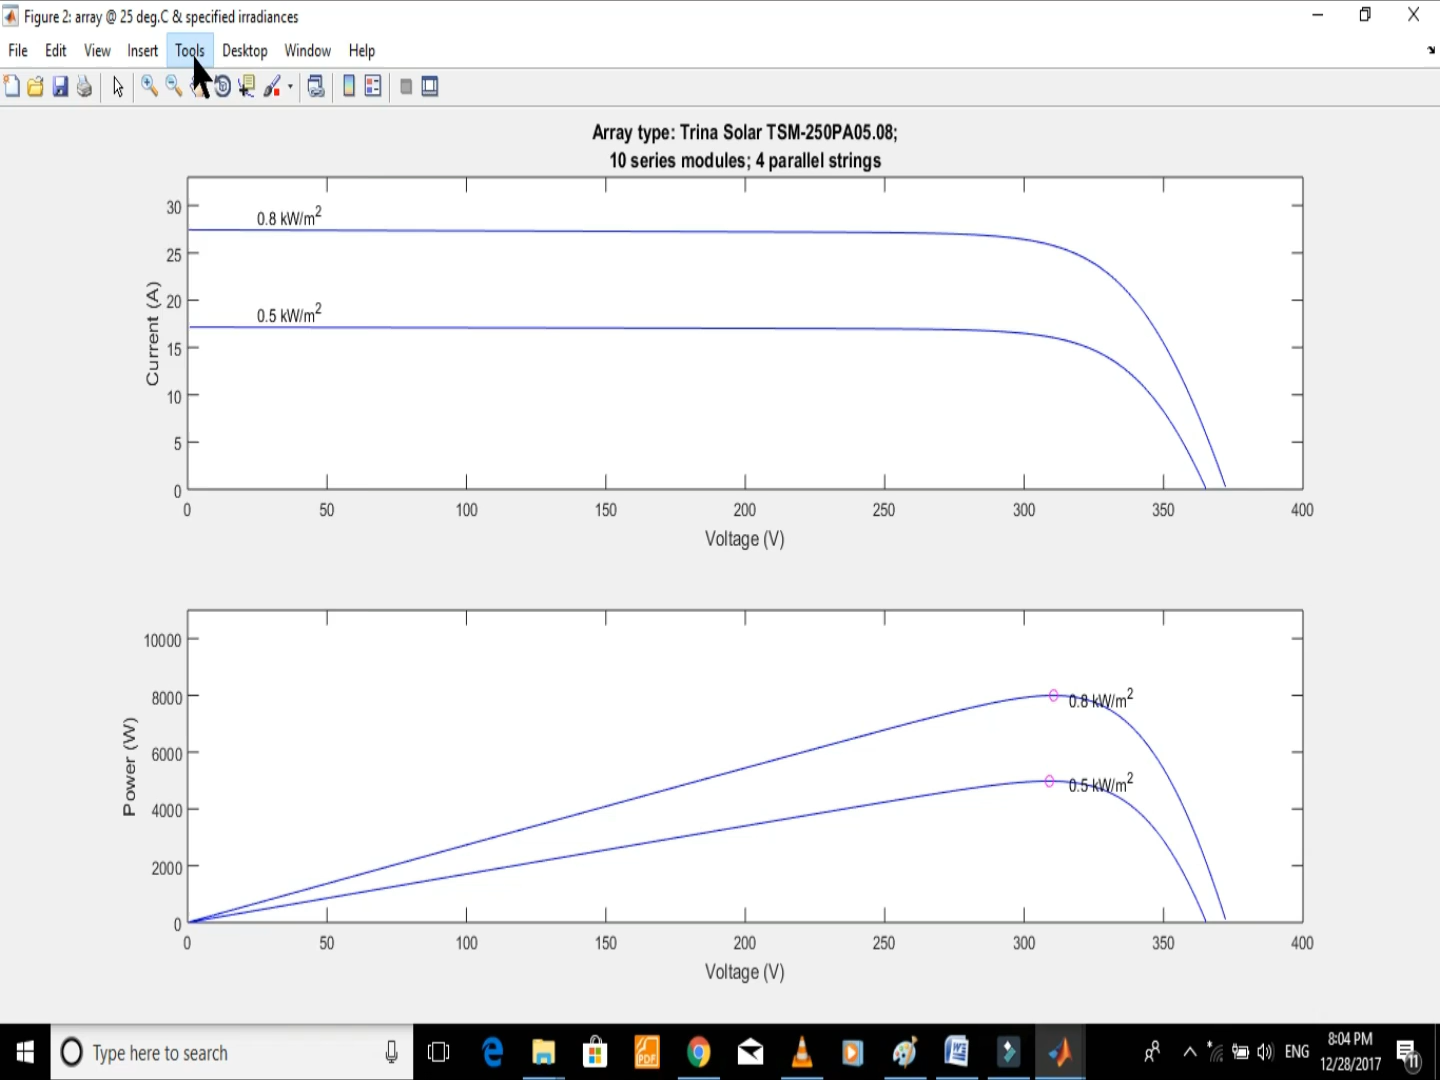 Figure 2: array @ 25 deg.C & specified irradiances
File Edit View Insert Tools Desktop Window Help
Array type: Trina Solar TSM-250PA05.08;
10 series modules; 4 parallel strings
30
25
20
15
10
5
0
Current (A)
0.8 kW/m²
0.5 kW/m²
0 50 100 150 200 250 300 350 400
Voltage (V)
10000
8000
6000
4000
2000
0
Power (W)
0.8 kW/m²
0.5 kW/m²
0 50 100 150 200 250 300 350 400
Voltage (V)
Type here to search
PDF
ENG
8:04 PM
12/28/2017
11